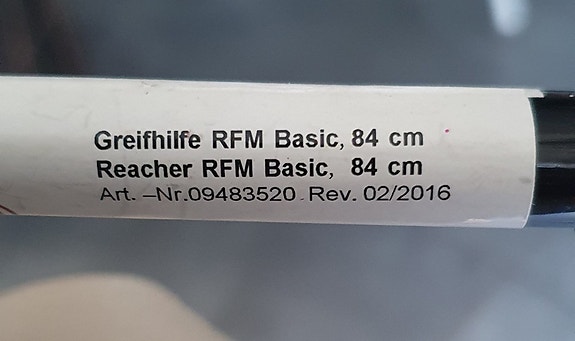 Greifhilfe RFM Basic, 84 cm
Reacher RFM Basic, 84 cm
Art. –Nr.09483520 Rev. 02/2016